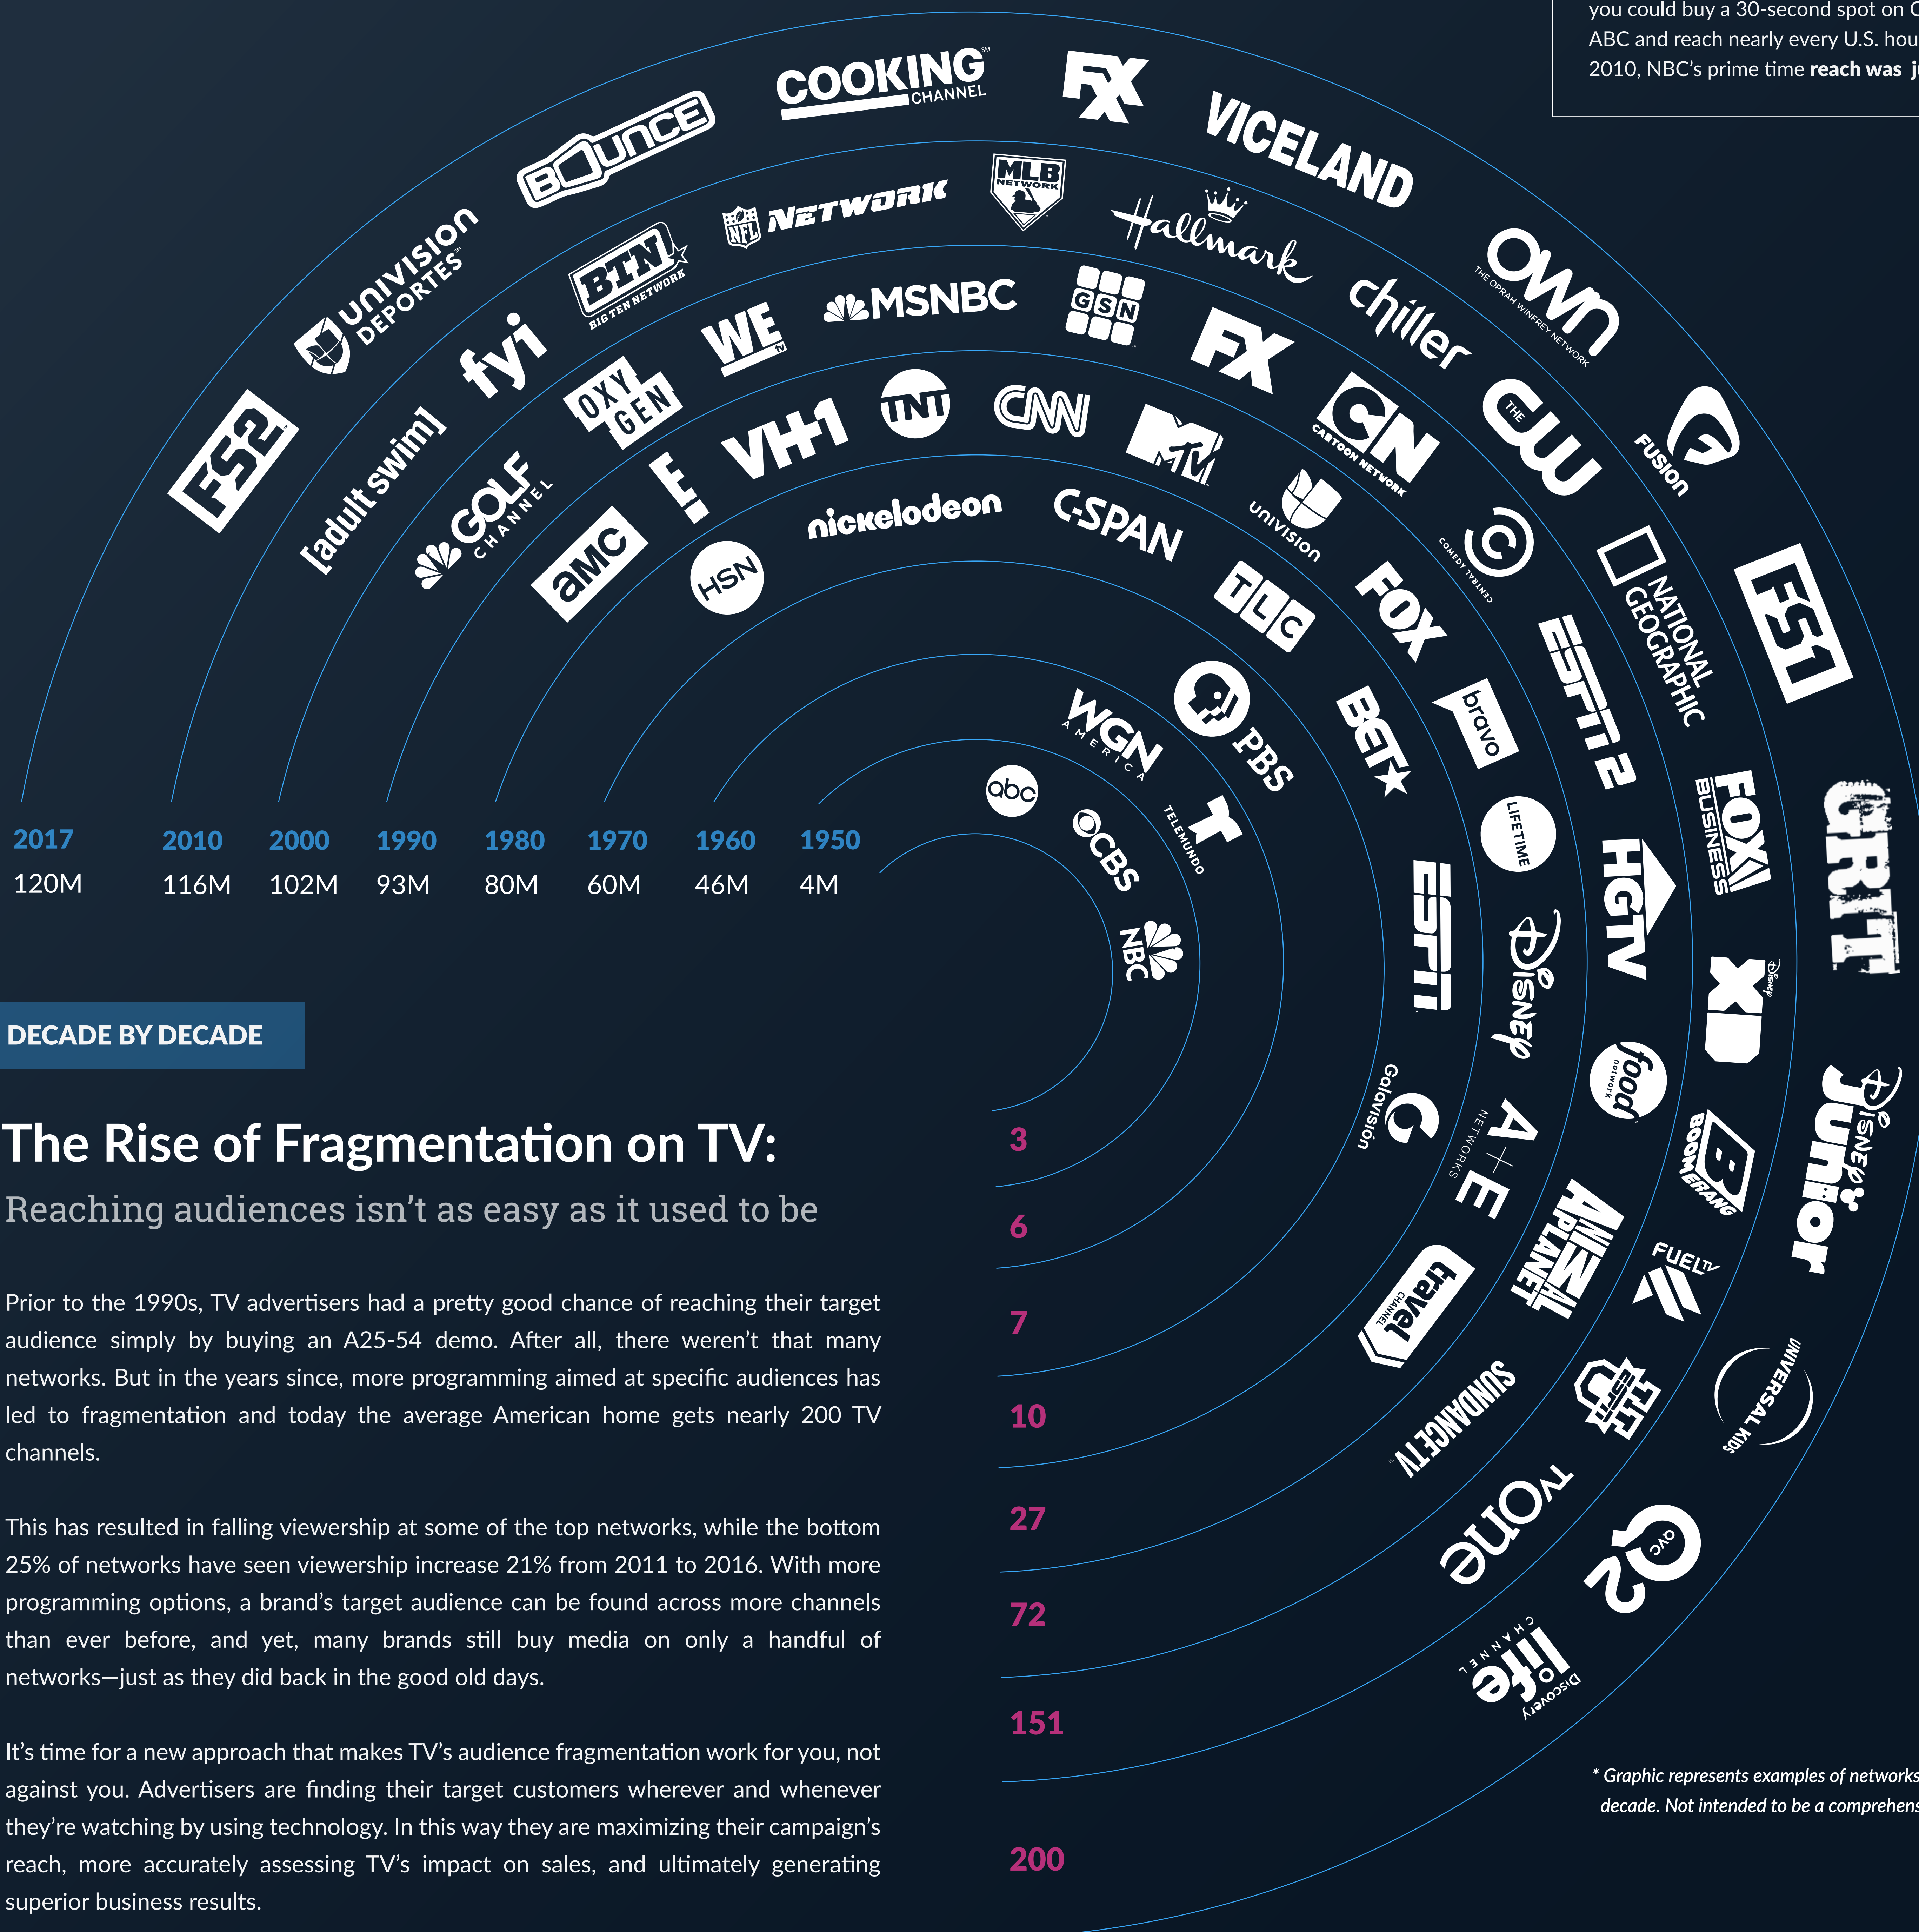 you could buy a 30-second spot on
ABC and reach nearly every U.S.
2010, NBC's prime time reach was
COOKING
CHANNEL
SM
FXX
BOUNCE
VICELAND
UNIVISION
DEPORTES
OWN
THE OPRAH WINFREY NETWORK
FS2
FUSION
FS1
GRIT
Disney
Junior
UNIVERSAL KIDS
Q2
QVC
Discovery
life
CHANNEL
MLB
NETWORK
NFL NETWORK
Hallmark
BTN
BIG TEN NETWORK
chiller
fyi
THE CW
[adult swim]
NATIONAL
GEOGRAPHIC
FOX
BUSINESS
Disney
XD
BOOMERANG
FUEL TV
ESPN U
TV one
MSNBC
GSN
WE tv
FX
OXY
GEN
CN
CARTOON NETWORK
GOLF
CHANNEL
COMEDY CENTRAL
ESPN2
HGTV
food
network
ANIMAL
PLANET
SUNDANCETV
TNT
CNN
VH1
MTV
E!
UNIVISION
aMC
FOX
bravo
LIFETIME
Disney
A+E
NETWORKS
travel
CHANNEL
nickelodeon
C-SPAN
HSN
TLC
BET
ESPN
Galavisión
PBS
WGN
AMERICA
TELEMUNDO
abc
CBS
NBC
2017 2010 2000 1990 1980 1970 1960 1950
120M 116M 102M 93M 80M 60M 46M 4M
DECADE BY DECADE
The Rise of Fragmentation on TV:
Reaching audiences isn't as easy as it used to be
Prior to the 1990s, TV advertisers had a pretty good chance of reaching their target
audience simply by buying an A25-54 demo. After all, there weren't that many
networks. But in the years since, more programming aimed at specific audiences has
led to fragmentation and today the average American home gets nearly 200 TV
channels.
This has resulted in falling viewership at some of the top networks, while the bottom
25% of networks have seen viewership increase 21% from 2011 to 2016. With more
programming options, a brand's target audience can be found across more channels
than ever before, and yet, many brands still buy media on only a handful of
networks—just as they did back in the good old days.
It's time for a new approach that makes TV's audience fragmentation work for you, not
against you. Advertisers are finding their target customers wherever and whenever
they're watching by using technology. In this way they are maximizing their campaign's
reach, more accurately assessing TV's impact on sales, and ultimately generating
superior business results.
3
6
7
10
27
72
151
200
* Graphic represents examples of networks
decade. Not intended to be a